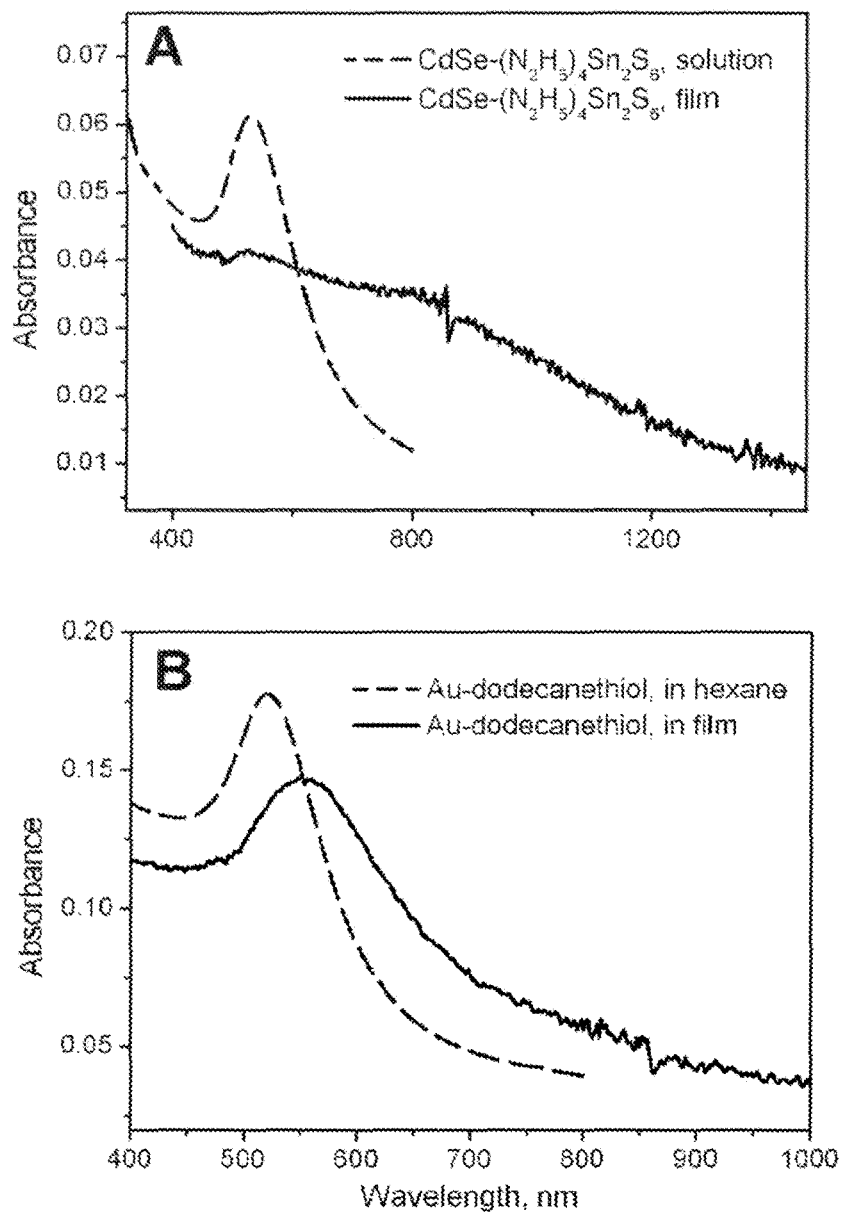 A
CdSe-(N₂H₅)₄Sn₂S₆, solution
CdSe-(N₂H₅)₄Sn₂S₆, film
Absorbance
0.07
0.06
0.05
0.04
0.03
0.02
0.01
400 800 1200
B
Au-dodecanethiol, in hexane
Au-dodecanethiol, in film
Absorbance
0.20
0.15
0.10
0.05
400 500 600 700 800 900 1000
Wavelength, nm